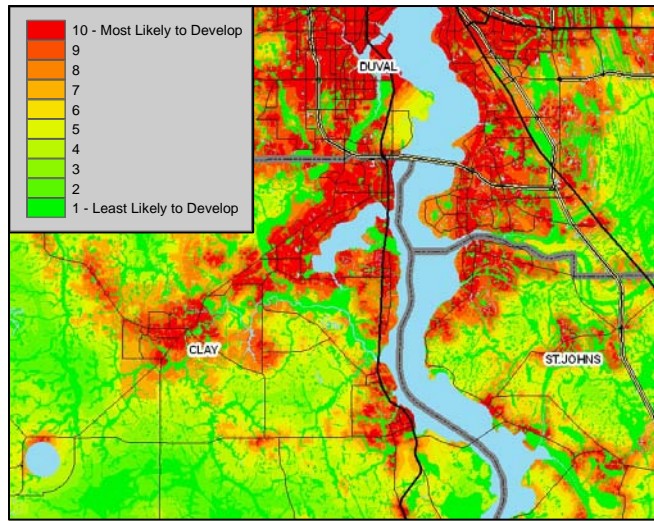 10 - Most Likely to Develop
9
8
7
6
5
4
3
2
1 - Least Likely to Develop
DUVAL
CLAY
ST.JOHNS